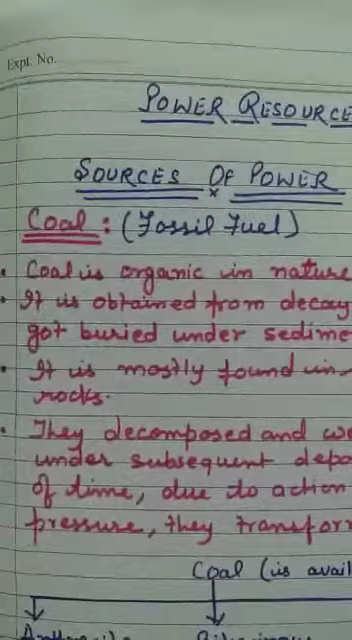 Expt. No.
POWER RESOURCE
SOURCES OF POWER
Coal : (Fossil Fuel)
• Coal is organic in nature
• It is obtained from decay
got buried under sedime
• It is mostly found in
rocks.
• They decomposed and we
under subsequent depo
of time, due to action
pressure, they transfor
Coal (is avail